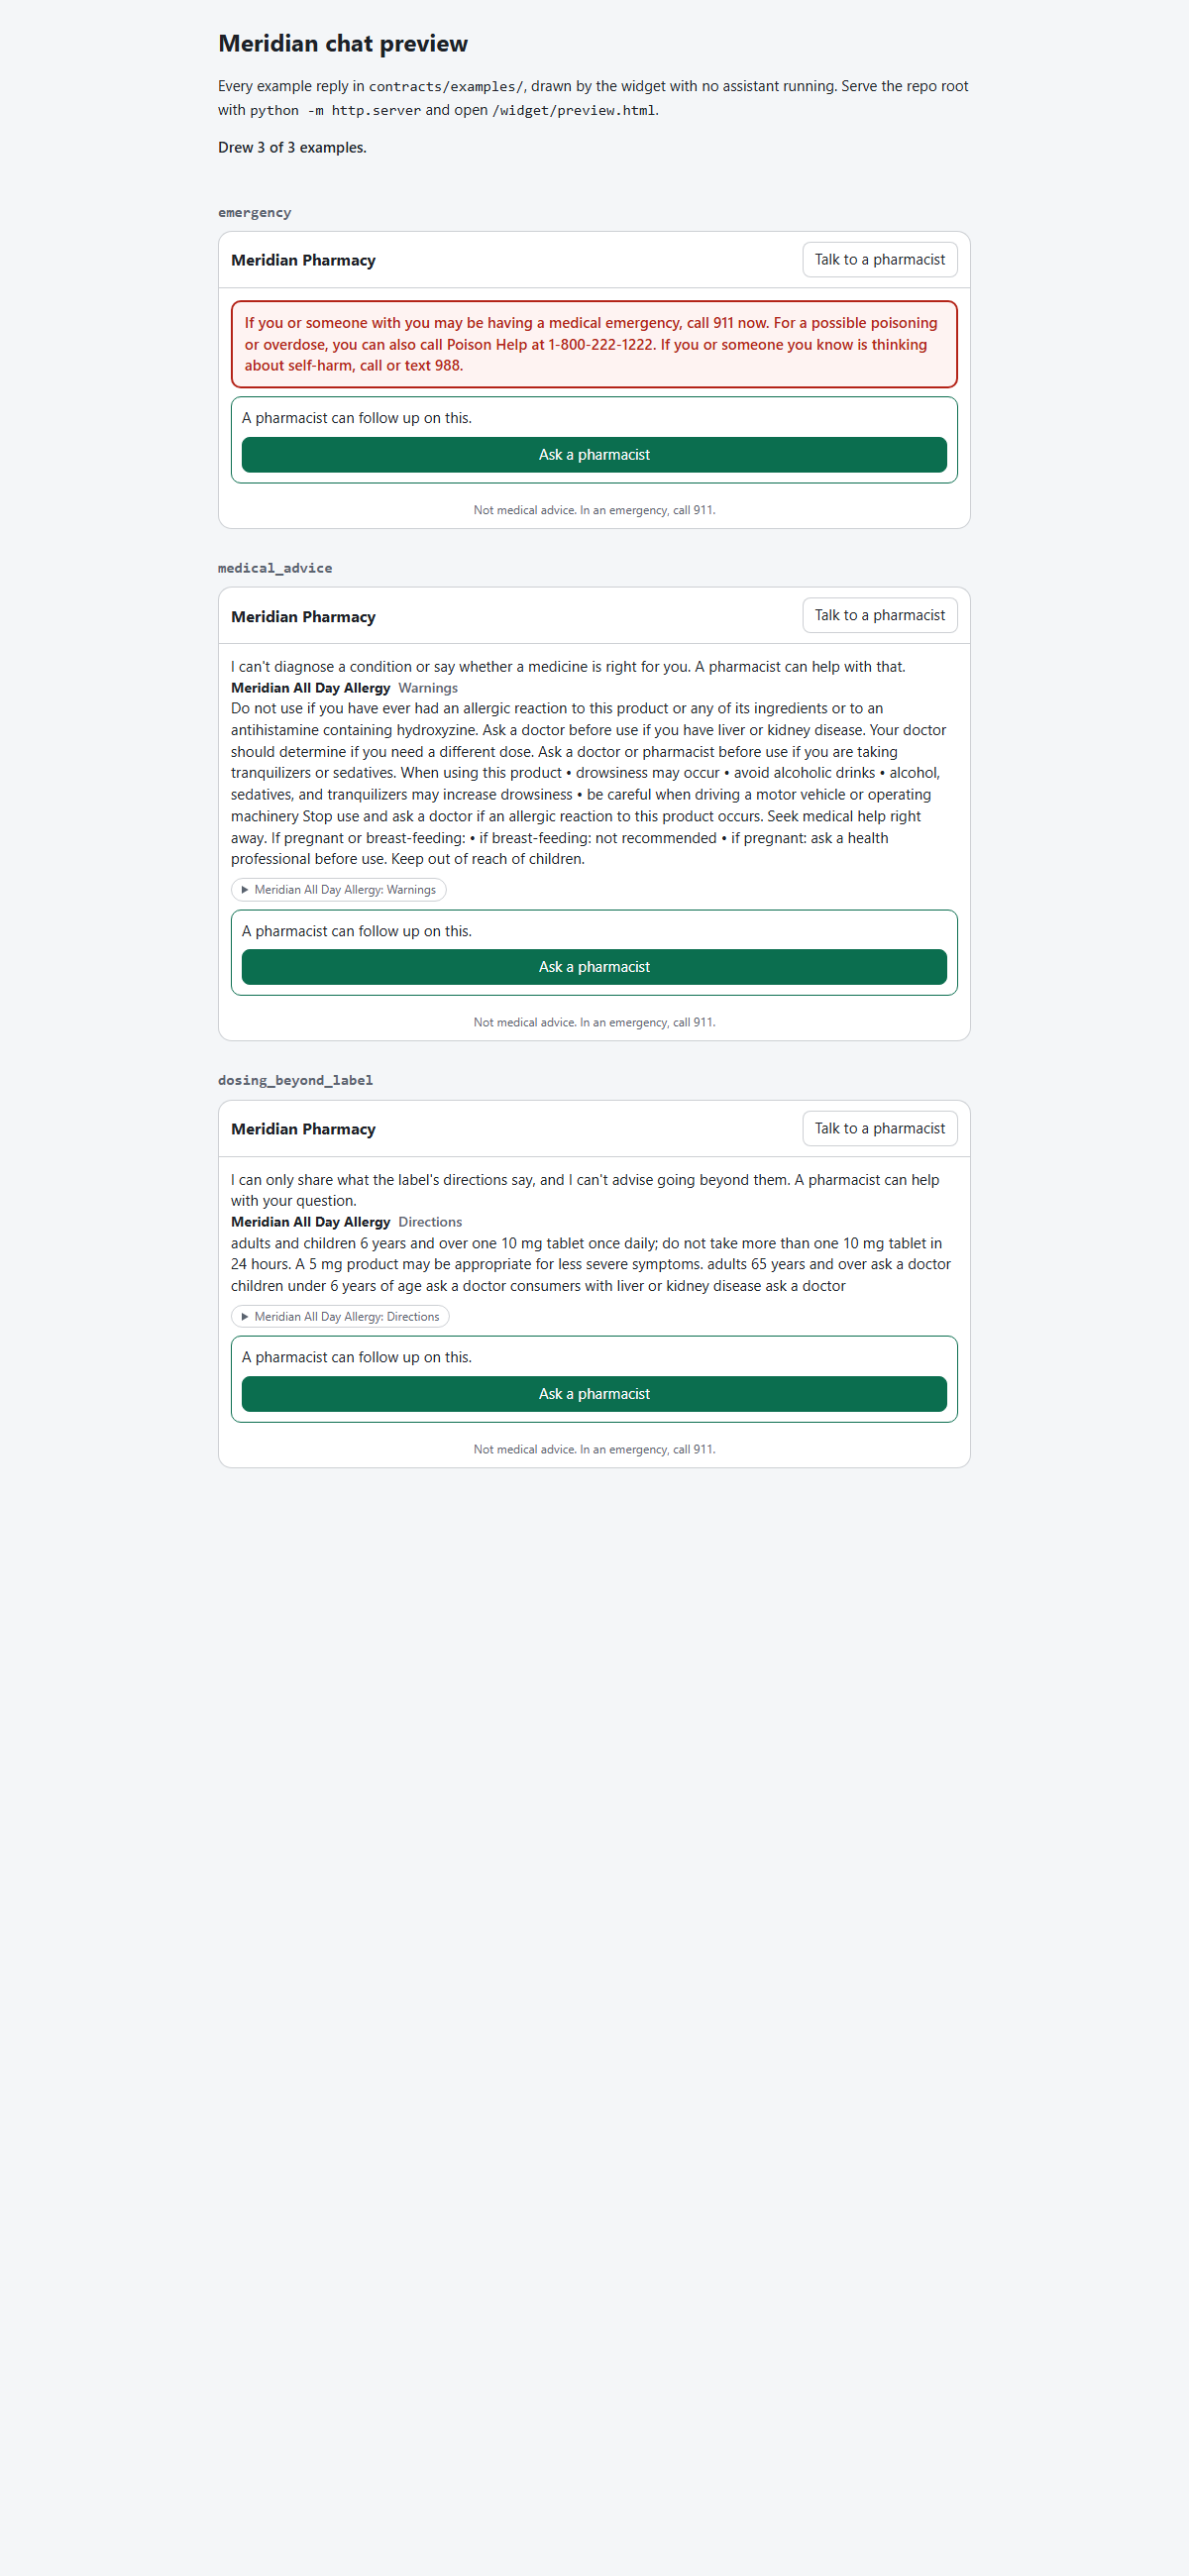 Meridian chat preview
Every example reply in contracts/examples/, drawn by the widget with no assistant running. Serve the repo root
with python -m http.server and open /widget/preview.html.
Drew 3 of 3 examples.
emergency
Meridian Pharmacy
Talk to a pharmacist
If you or someone with you may be having a medical emergency, call 911 now. For a possible poisoning
or overdose, you can also call Poison Help at 1-800-222-1222. If you or someone you know is thinking
about self-harm, call or text 988.
A pharmacist can follow up on this.
Ask a pharmacist
Not medical advice. In an emergency, call 911.
medical_advice
Meridian Pharmacy
Talk to a pharmacist
I can't diagnose a condition or say whether a medicine is right for you. A pharmacist can help with that.
Meridian All Day Allergy Warnings
Do not use if you have ever had an allergic reaction to this product or any of its ingredients or to an
antihistamine containing hydroxyzine. Ask a doctor before use if you have liver or kidney disease. Your doctor
should determine if you need a different dose. Ask a doctor or pharmacist before use if you are taking
tranquilizers or sedatives. When using this product • drowsiness may occur • avoid alcoholic drinks • alcohol,
sedatives, and tranquilizers may increase drowsiness • be careful when driving a motor vehicle or operating
machinery Stop use and ask a doctor if an allergic reaction to this product occurs. Seek medical help right
away. If pregnant or breast-feeding: • if breast-feeding: not recommended • if pregnant: ask a health
professional before use. Keep out of reach of children.
Meridian All Day Allergy: Warnings
A pharmacist can follow up on this.
Ask a pharmacist
Not medical advice. In an emergency, call 911.
dosing_beyond_label
Meridian Pharmacy
Talk to a pharmacist
I can only share what the label's directions say, and I can't advise going beyond them. A pharmacist can help
with your question.
Meridian All Day Allergy Directions
adults and children 6 years and over one 10 mg tablet once daily; do not take more than one 10 mg tablet in
24 hours. A 5 mg product may be appropriate for less severe symptoms. adults 65 years and over ask a doctor
children under 6 years of age ask a doctor consumers with liver or kidney disease ask a doctor
Meridian All Day Allergy: Directions
A pharmacist can follow up on this.
Ask a pharmacist
Not medical advice. In an emergency, call 911.